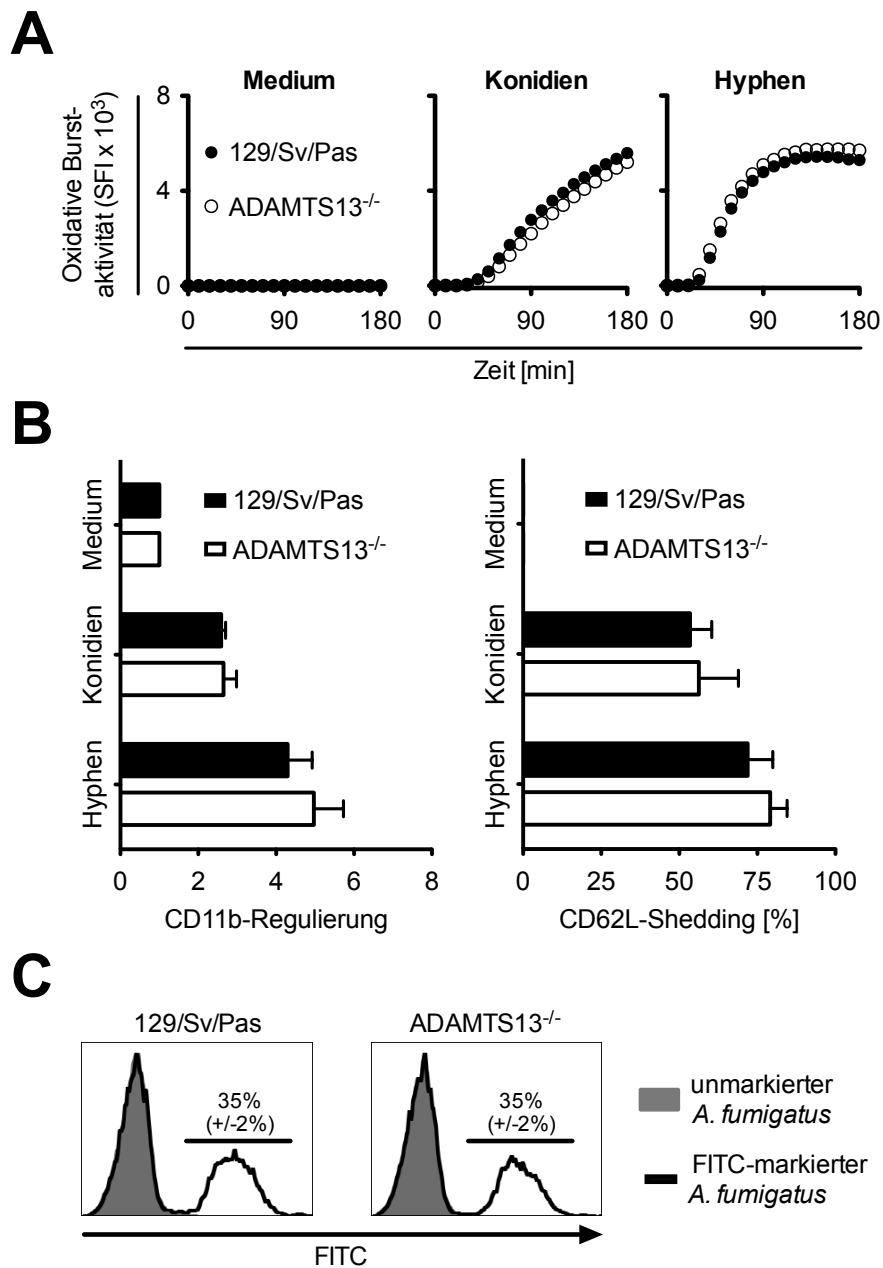 A
Medium
Konidien
Hyphen
Oxidative Burst-
aktivität (SFI x 10³)
8
4
0
129/Sv/Pas
ADAMTS13-/-
0 90 180
0 90 180
0 90 180
Zeit [min]
B
Medium
Konidien
Hyphen
129/Sv/Pas
ADAMTS13-/-
0 2 4 6 8
CD11b-Regulierung
Medium
Konidien
Hyphen
129/Sv/Pas
ADAMTS13-/-
0 25 50 75 100
CD62L-Shedding [%]
C
129/Sv/Pas
35%
(+/-2%)
ADAMTS13-/-
35%
(+/-2%)
FITC
unmarkierter
A. fumigatus
FITC-markierter
A. fumigatus